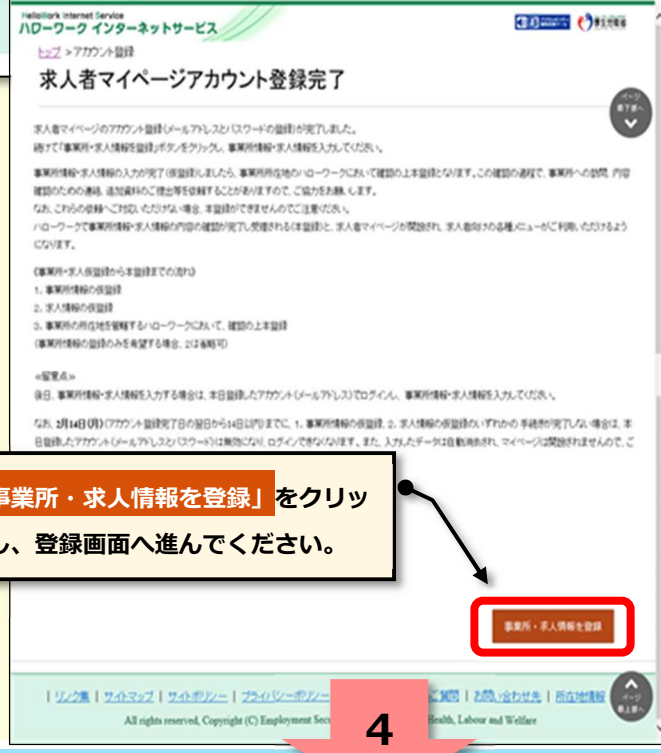 HelloWork Internet Service
ハローワーク インターネットサービス
トップ > アカウント登録
求人者マイページアカウント登録完了
求人者マイページのアカウント登録(メールアドレスとパスワードの登録)が完了しました。
続けて「事業所・求人情報を登録」ボタンをクリックし、事業所情報・求人情報を入力してください。
事業所情報・求人情報の入力が完了(仮登録)しましたら、事業所所在地のハローワークにおいて確認の上本登録となります。この確認の過程で、事業所への訪問、内容
確認のための連絡、追加資料のご提出等を依頼することがありますので、ご協力をお願いします。
なお、これらの依頼へご対応いただけない場合、本登録ができませんのでご注意ください。
ハローワークで事業所情報・求人情報の内容の確認が完了し受理される(本登録)と、求人者マイページが開設され、求人者向けの各種メニューがご利用いただけるよう
になります。
《事業所・求人仮登録から本登録までの流れ》
1. 事業所情報の仮登録
2. 求人情報の仮登録
3. 事業所の所在地を管轄するハローワークにおいて、確認の上本登録
(事業所情報の登録のみを希望する場合、2は省略可)
≪留意点≫
後日、事業所情報・求人情報を入力する場合は、本日登録したアカウント(メールアドレス)でログインし、事業所情報・求人情報を入力してください。
なお、2月14日(月)(アカウント登録完了日の翌日から14日以内)までに、1. 事業所情報の仮登録、2. 求人情報の仮登録のいずれかの手続きが完了しない場合は、本
日登録したアカウント(メールアドレスとパスワード)は無効になり、ログインできなくなります。また、入力したデータは自動消去され、マイページは開設されませんので、ご
事業所・求人情報を登録」をクリッ
し、登録画面へ進んでください。
事業所・求人情報を登録
| リンク集 | サイトマップ | サイトポリシー | プライバシーポリシー
ご質問 | お問い合わせ先 | 所在地情報
All rights reserved, Copyright (C) Employment Secu
Health, Labour and Welfare
4